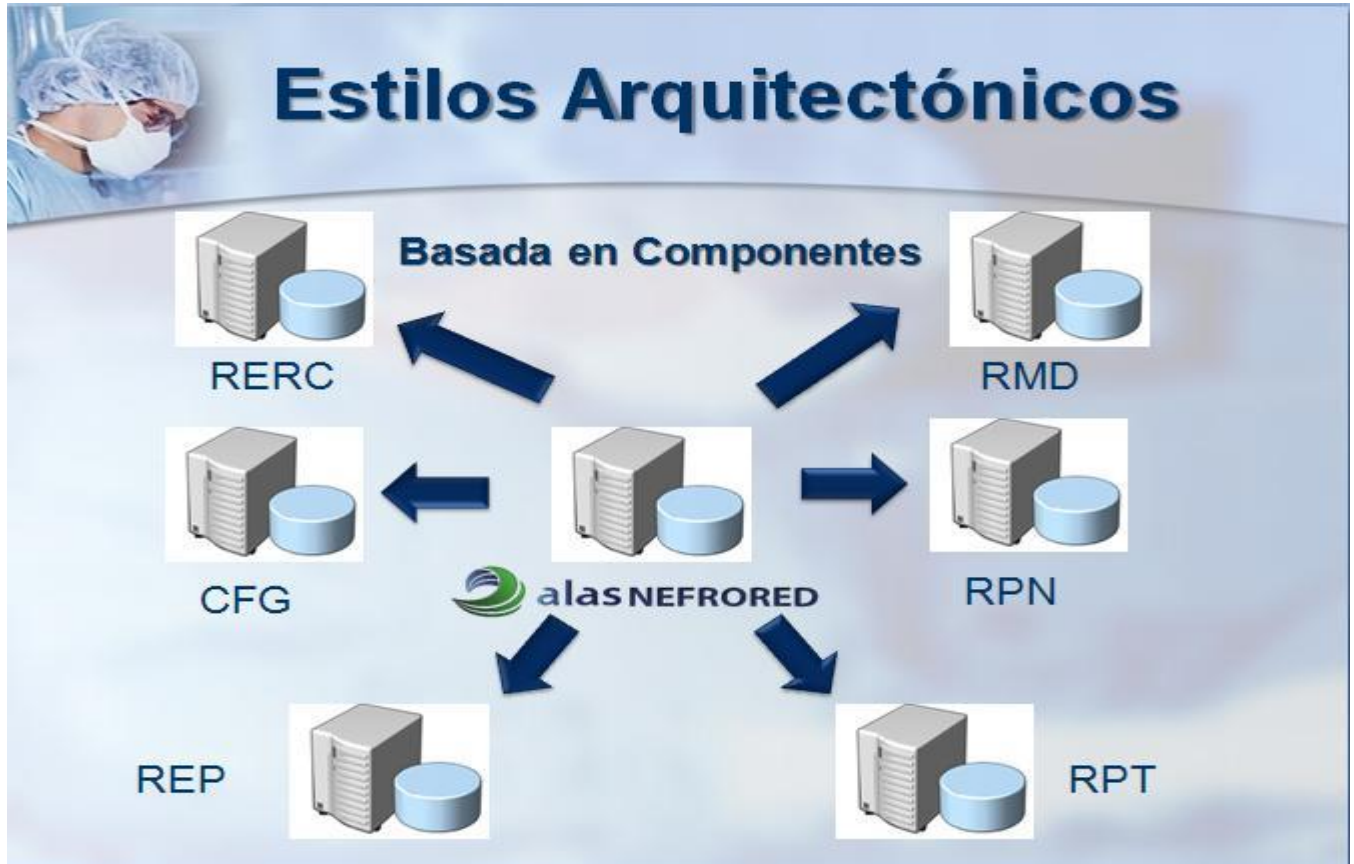 Estilos Arquitectónicos
Basada en Componentes
RERC
RMD
CFG
alas NEFRORED
RPN
REP
RPT